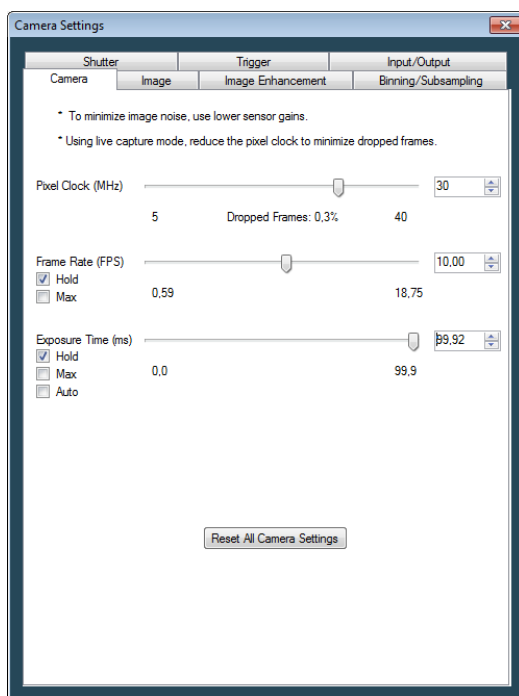 Camera Settings
Shutter Trigger Input/Output
Camera Image Image Enhancement Binning/Subsampling
* To minimize image noise, use lower sensor gains.
* Using live capture mode, reduce the pixel clock to minimize dropped frames.
Pixel Clock (MHz) 30
5 Dropped Frames: 0,3% 40
Frame Rate (FPS) 10,00
Hold
Max 0,59 18,75
Exposure Time (ms) 99,92
Hold
Max 0,0 99,9
Auto
Reset All Camera Settings